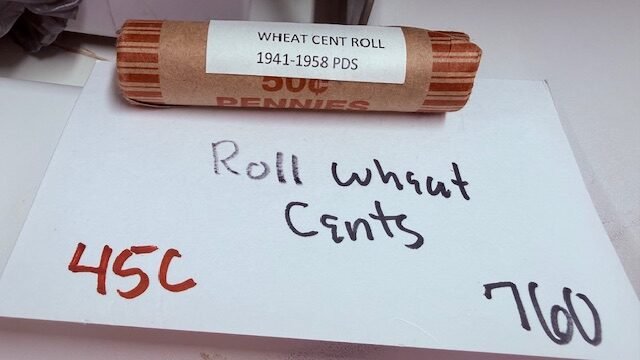 WHEAT CENT ROLL
1941-1958 PDS
50¢
PENNIES
Roll wheat
Cents
45C
760